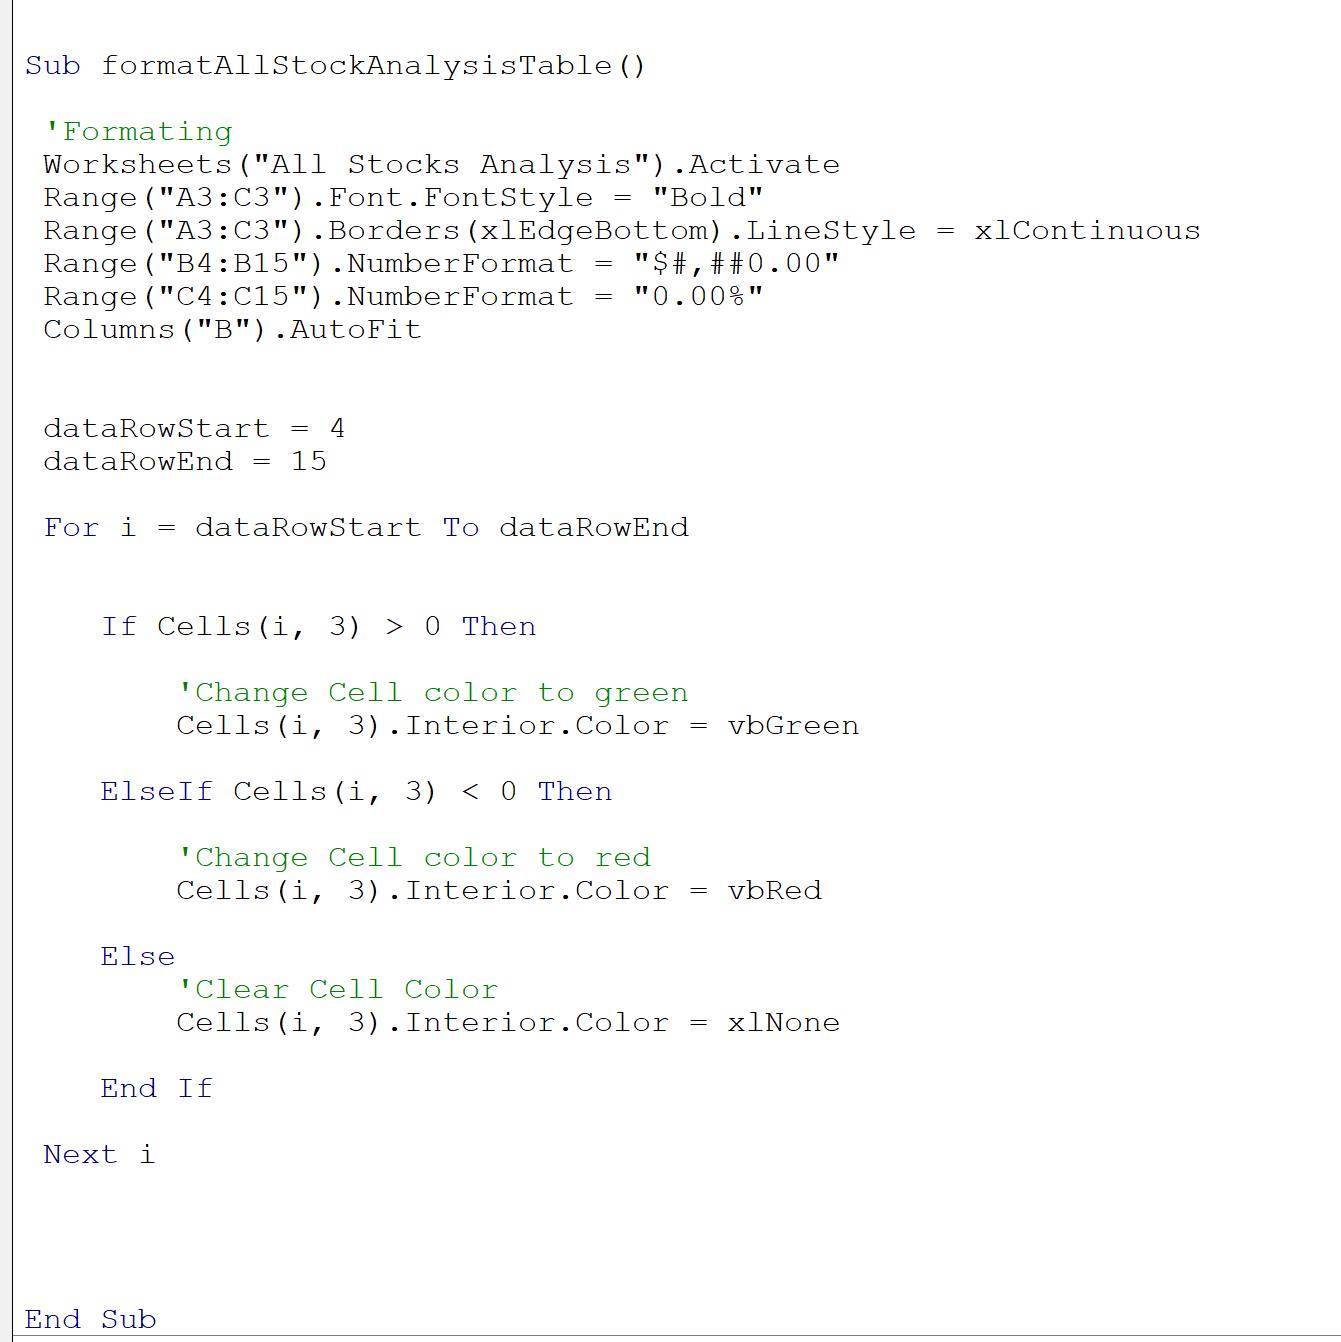 Sub formatAllStockAnalysisTable()
'Formating
Worksheets("All Stocks Analysis").Activate
Range("A3:C3").Font.FontStyle = "Bold"
Range("A3:C3").Borders(xlEdgeBottom).LineStyle = xlContinuous
Range("B4:B15").NumberFormat = "$#,##0.00"
Range("C4:C15").NumberFormat = "0.00%"
Columns("B").AutoFit
dataRowStart = 4
dataRowEnd = 15
For i = dataRowStart To dataRowEnd
If Cells(i, 3) > 0 Then
'Change Cell color to green
Cells(i, 3).Interior.Color = vbGreen
ElseIf Cells(i, 3) < 0 Then
'Change Cell color to red
Cells(i, 3).Interior.Color = vbRed
Else
'Clear Cell Color
Cells(i, 3).Interior.Color = xlNone
End If
Next i
End Sub